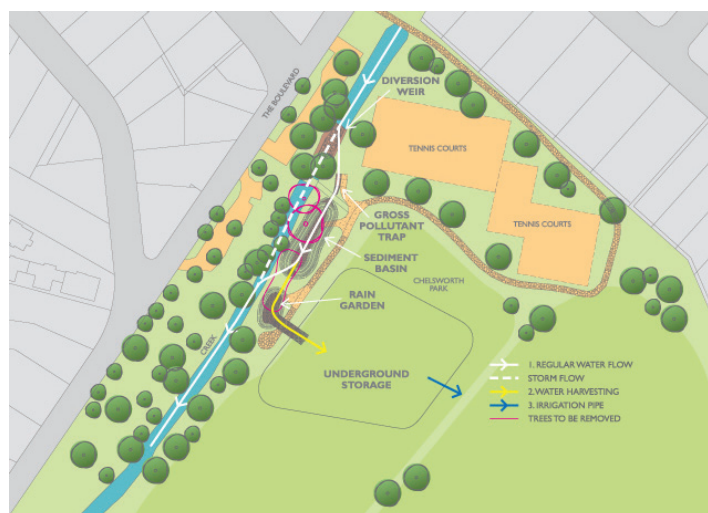 DIVERSION
WEIR
THE BOULEVARD
TENNIS COURTS
TENNIS COURTS
GROSS
POLLUTANT
TRAP
SEDIMENT
BASIN
CHELSWORTH
PARK
RAIN
GARDEN
CREEK
UNDERGROUND
STORAGE
1. REGULAR WATER FLOW
STORM FLOW
2. WATER HARVESTING
3. IRRIGATION PIPE
TREES TO BE REMOVED